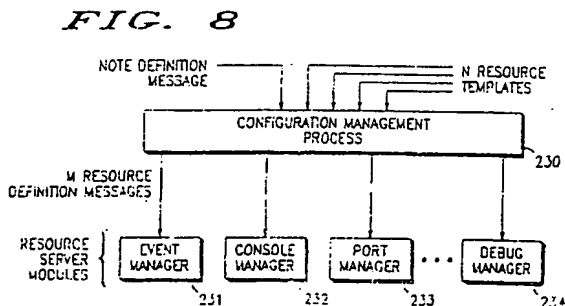 FIG. 8
NOTE DEFINITION
MESSAGE
N RESOURCE
TEMPLATES
CONFIGURATION MANAGEMENT
PROCESS
230
M RESOURCE
DEFINITION MESSAGES
RESOURCE
SERVER
MODULES
EVENT
MANAGER
231
CONSOLE
MANAGER
232
PORT
MANAGER
233
• • •
DEBUG
MANAGER
234